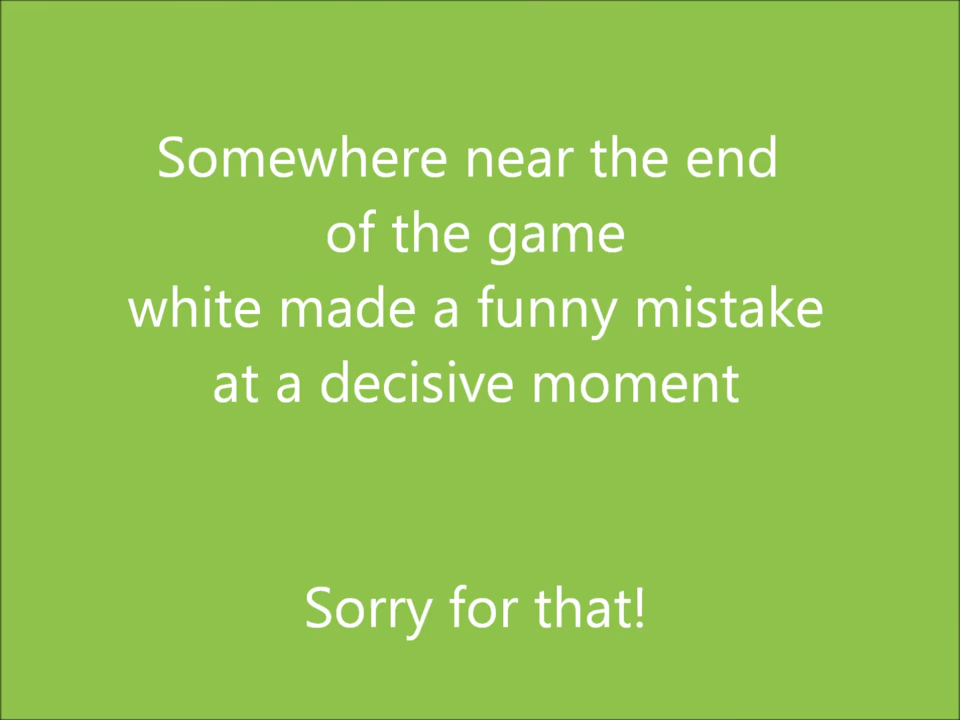 Somewhere near the end
of the game
white made a funny mistake
at a decisive moment
Sorry for that!